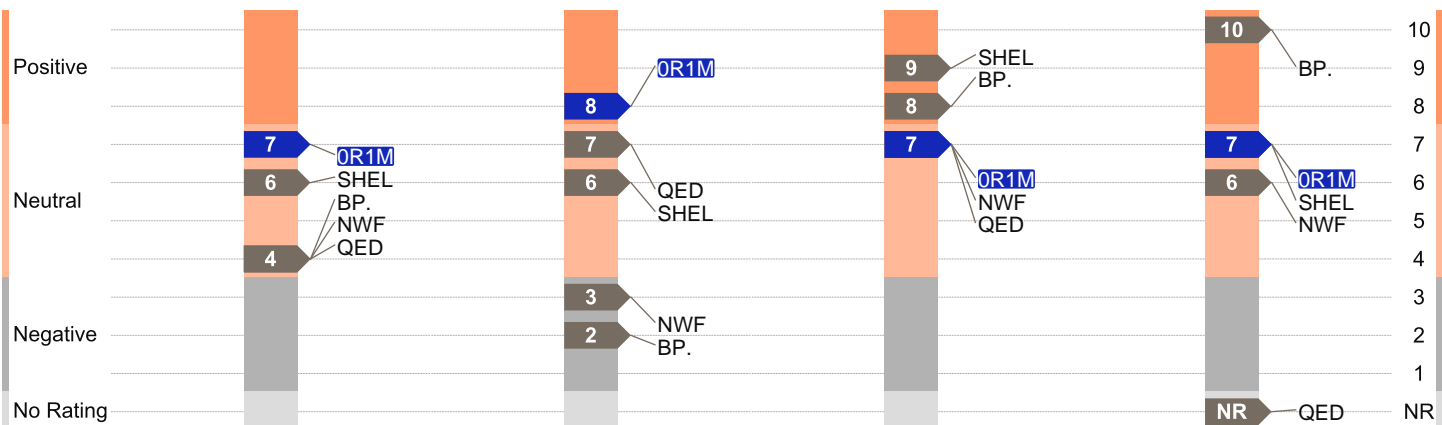 10
10
Positive
0R1M
9
SHEL
BP.
9
BP.
8
8
8
7
7
7
7
7
0R1M
SHEL
BP.
NWF
QED
6
6
QED
SHEL
0R1M
NWF
QED
6
0R1M
SHEL
NWF
6
Neutral
5
4
4
3
NWF
BP.
3
Negative
2
2
1
No Rating
NR
QED
NR